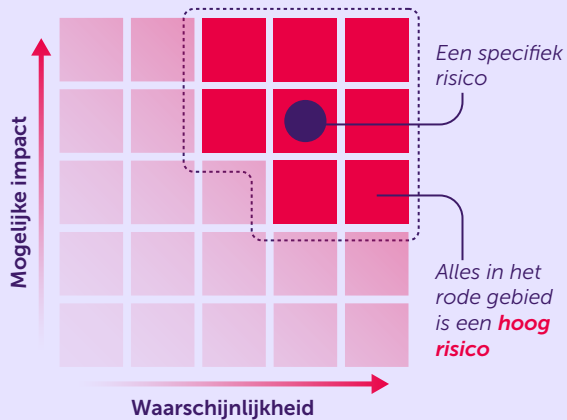 Een specifiek
risico
Mogelijke impact
Alles in het
rode gebied
is een hoog
risico
Waarschijnlijkheid